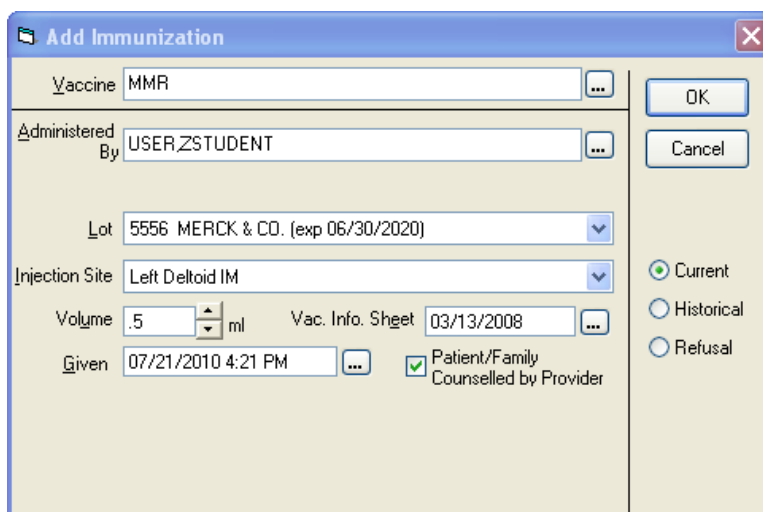 Add Immunization
Vaccine MMR ...
OK
Administered By USER,ZSTUDENT ...
Cancel
Lot 5556 MERCK & CO. (exp 06/30/2020)
Injection Site Left Deltoid IM
Current
Volume .5 ml Vac. Info. Sheet 03/13/2008 ...
Historical
Given 07/21/2010 4:21 PM ...
Patient/Family
Counselled by Provider
Refusal